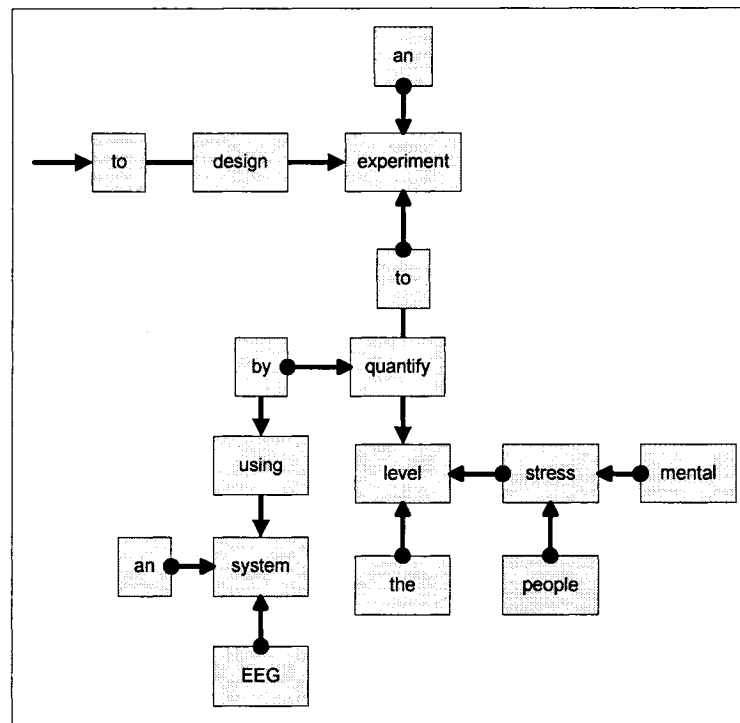 an
to design experiment
to
by quantify
using level stress mental
an system the people
EEG